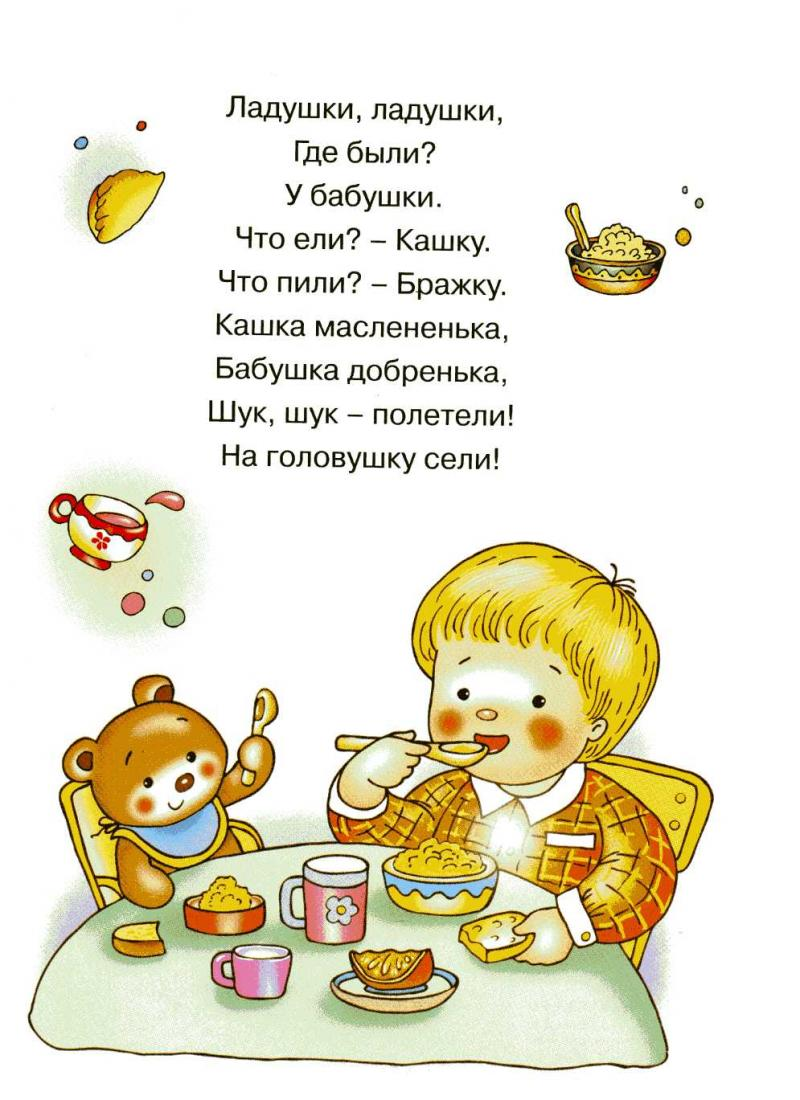 Ладушки, ладушки,
Где были?
У бабушки.
Что ели? – Кашку.
Что пили? – Бражку.
Кашка маслененька,
Бабушка добренька,
Шук, шук – полетели!
На головушку сели!